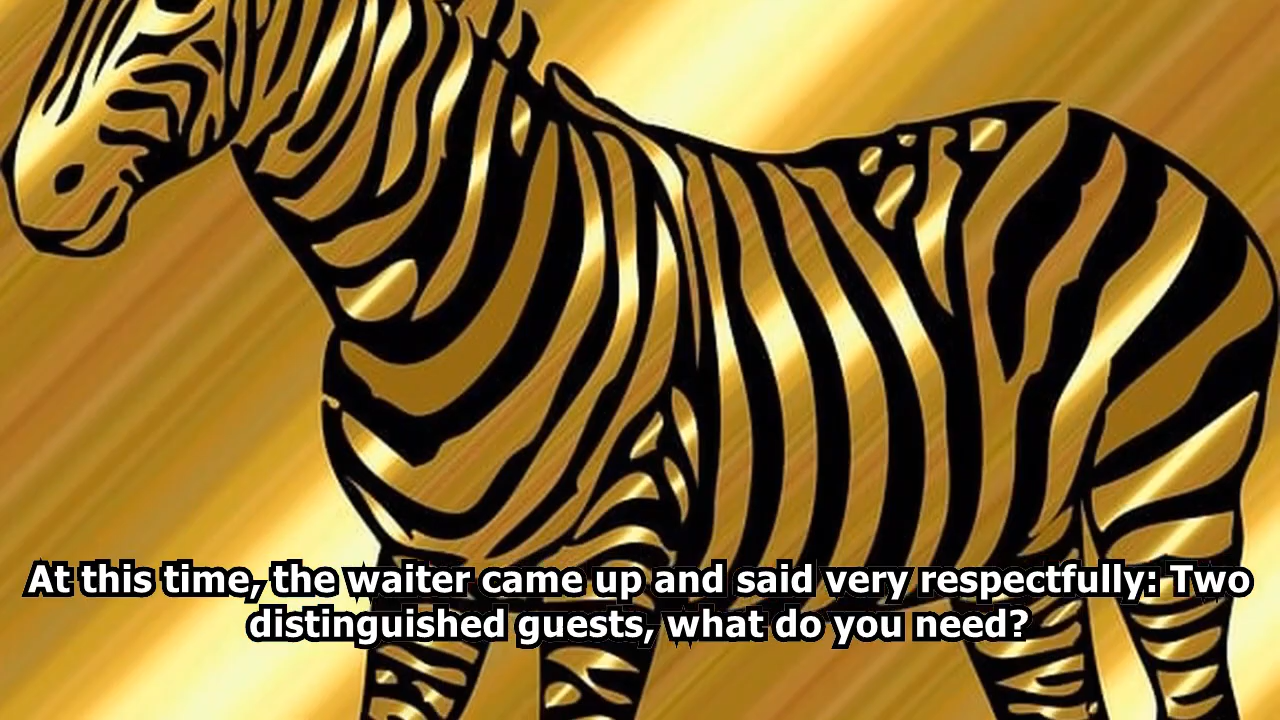 At this time, the waiter came up and said very respectfully: Two
distinguished guests, what do you need?